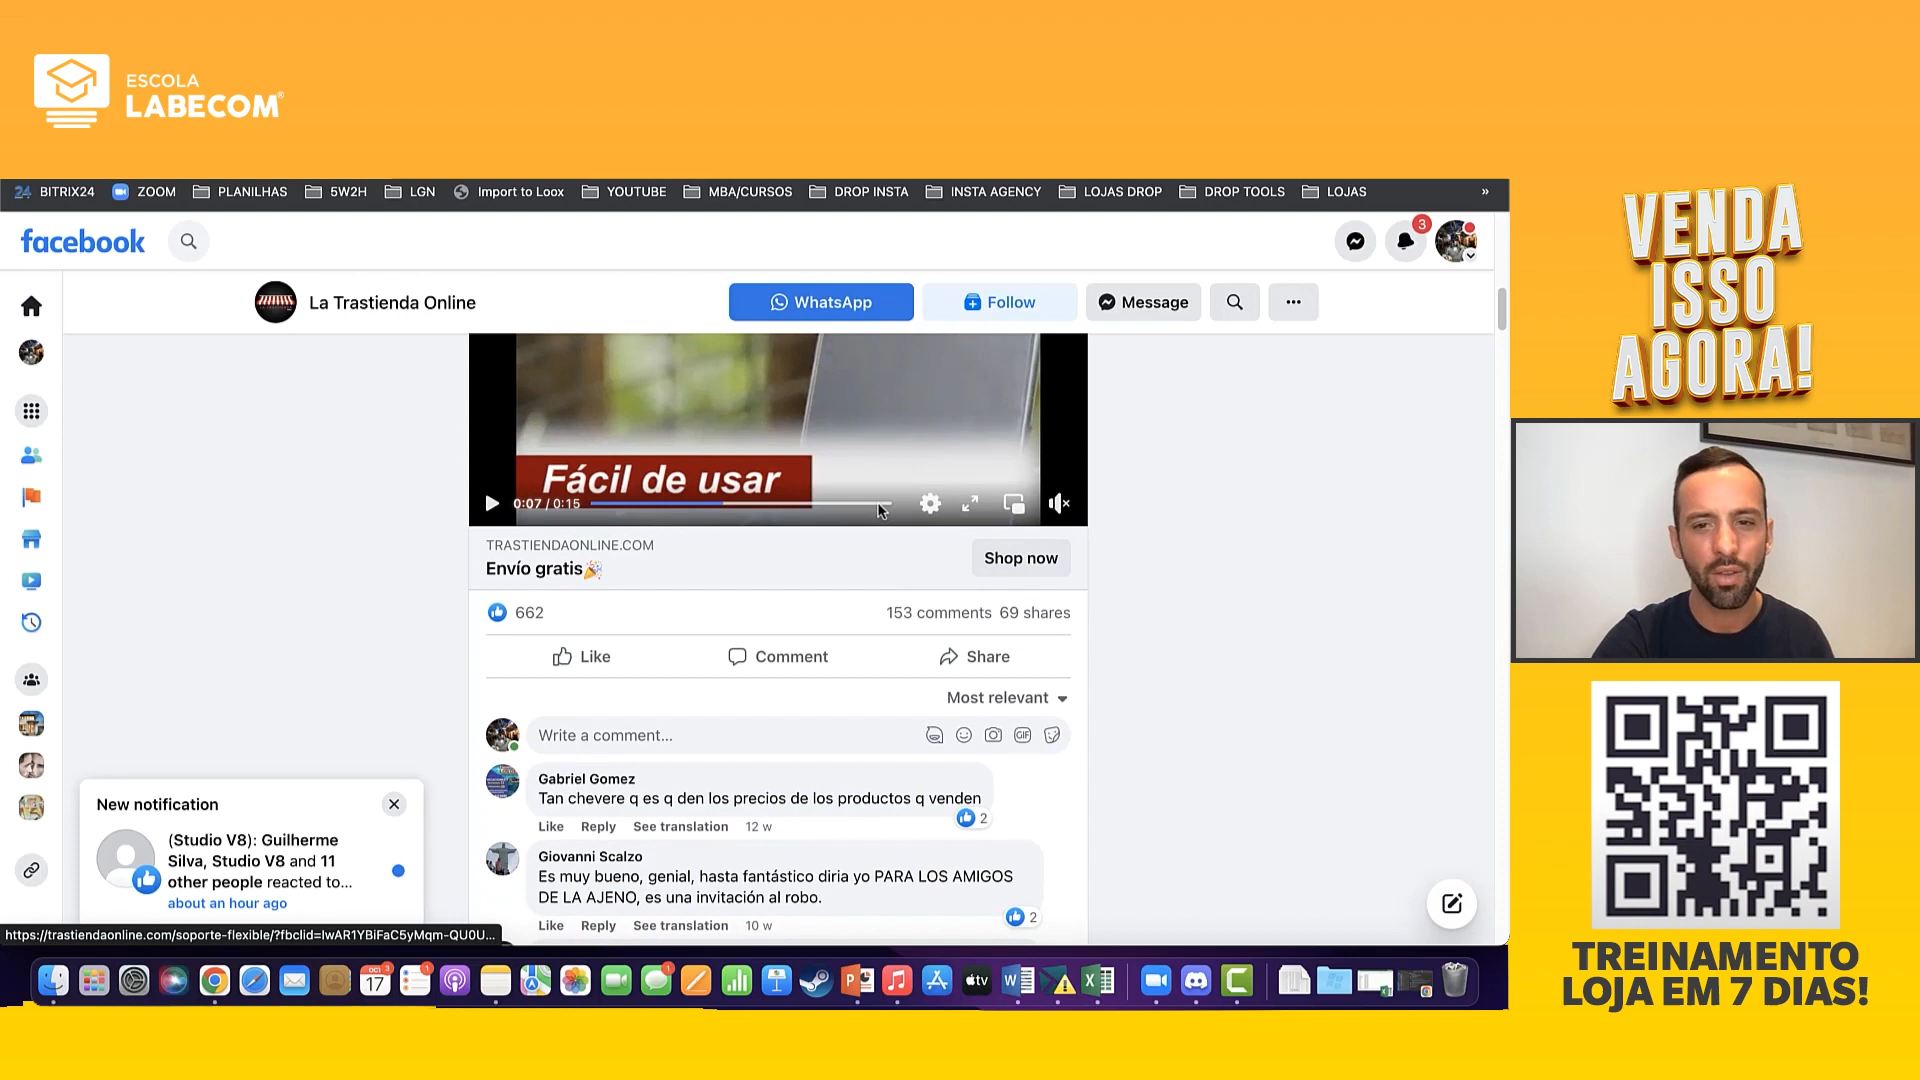 ESCOLA
LABECOM®
BITRIX24
ZOOM
PLANILHAS
5W2H
LGN
Import to Loox
YOUTUBE
MBA/CURSOS
DROP INSTA
INSTA AGENCY
LOJAS DROP
DROP TOOLS
LOJAS
»
facebook
3
La Trastienda Online
WhatsApp
Follow
Message
Fácil de usar
0:07 / 0:15
TRASTIENDAONLINE.COM
Envío gratis🎉
Shop now
662
153 comments 69 shares
Like
Comment
Share
Most relevant
Write a comment...
GIF
Gabriel Gomez
Tan chevere q es q den los precios de los productos q venden
2
Like Reply See translation 12 w
Giovanni Scalzo
Es muy bueno, genial, hasta fantástico diria yo PARA LOS AMIGOS
DE LA AJENO, es una invitación al robo.
2
Like Reply See translation 10 w
New notification
(Studio V8): Guilherme
Silva, Studio V8 and 11
other people reacted to...
about an hour ago
https://trastiendaonline.com/soporte-flexible/?fbclid=IwAR1YBiFaC5yMqm-QU0U...
OCT
17
3
1
1
tv
VENDA
ISSO
AGORA!
TREINAMENTO
LOJA EM 7 DIAS!